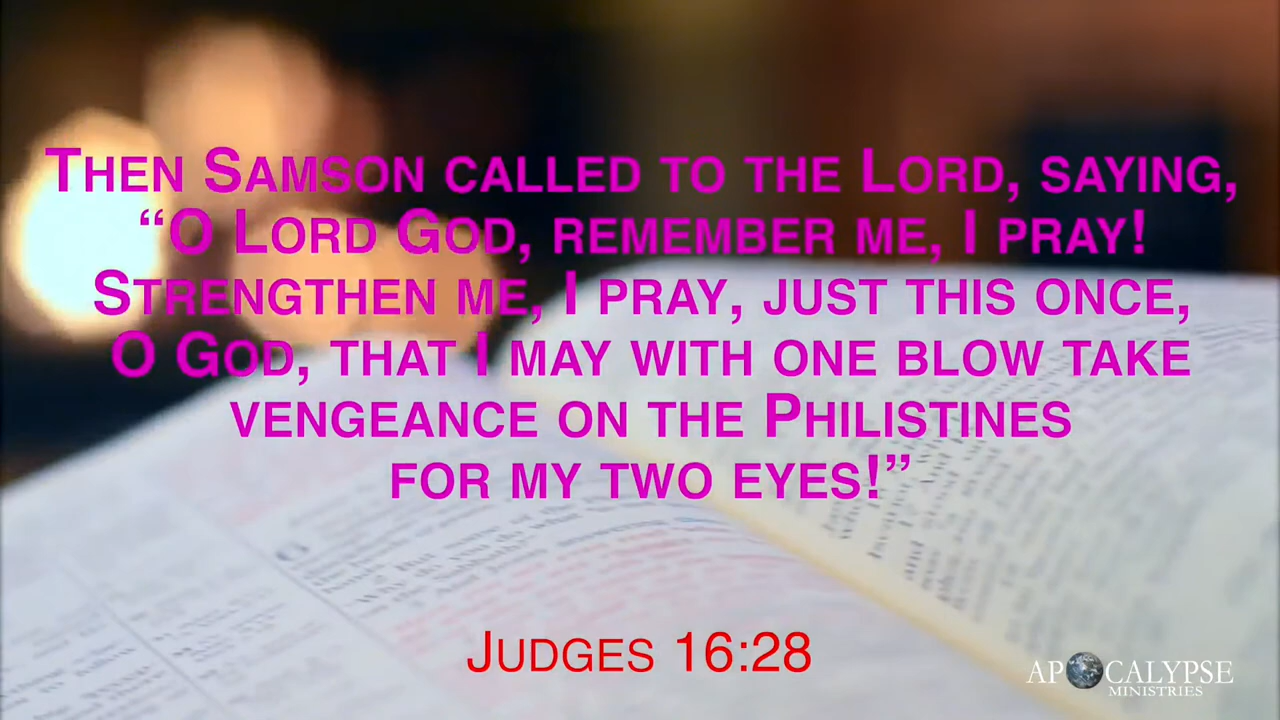 Then Samson called to the Lord, saying,
“O Lord God, remember me, I pray!
Strengthen me, I pray, just this once,
O God, that I may with one blow take
vengeance on the Philistines
for my two eyes!”
Judges 16:28
APOCALYPSE
MINISTRIES